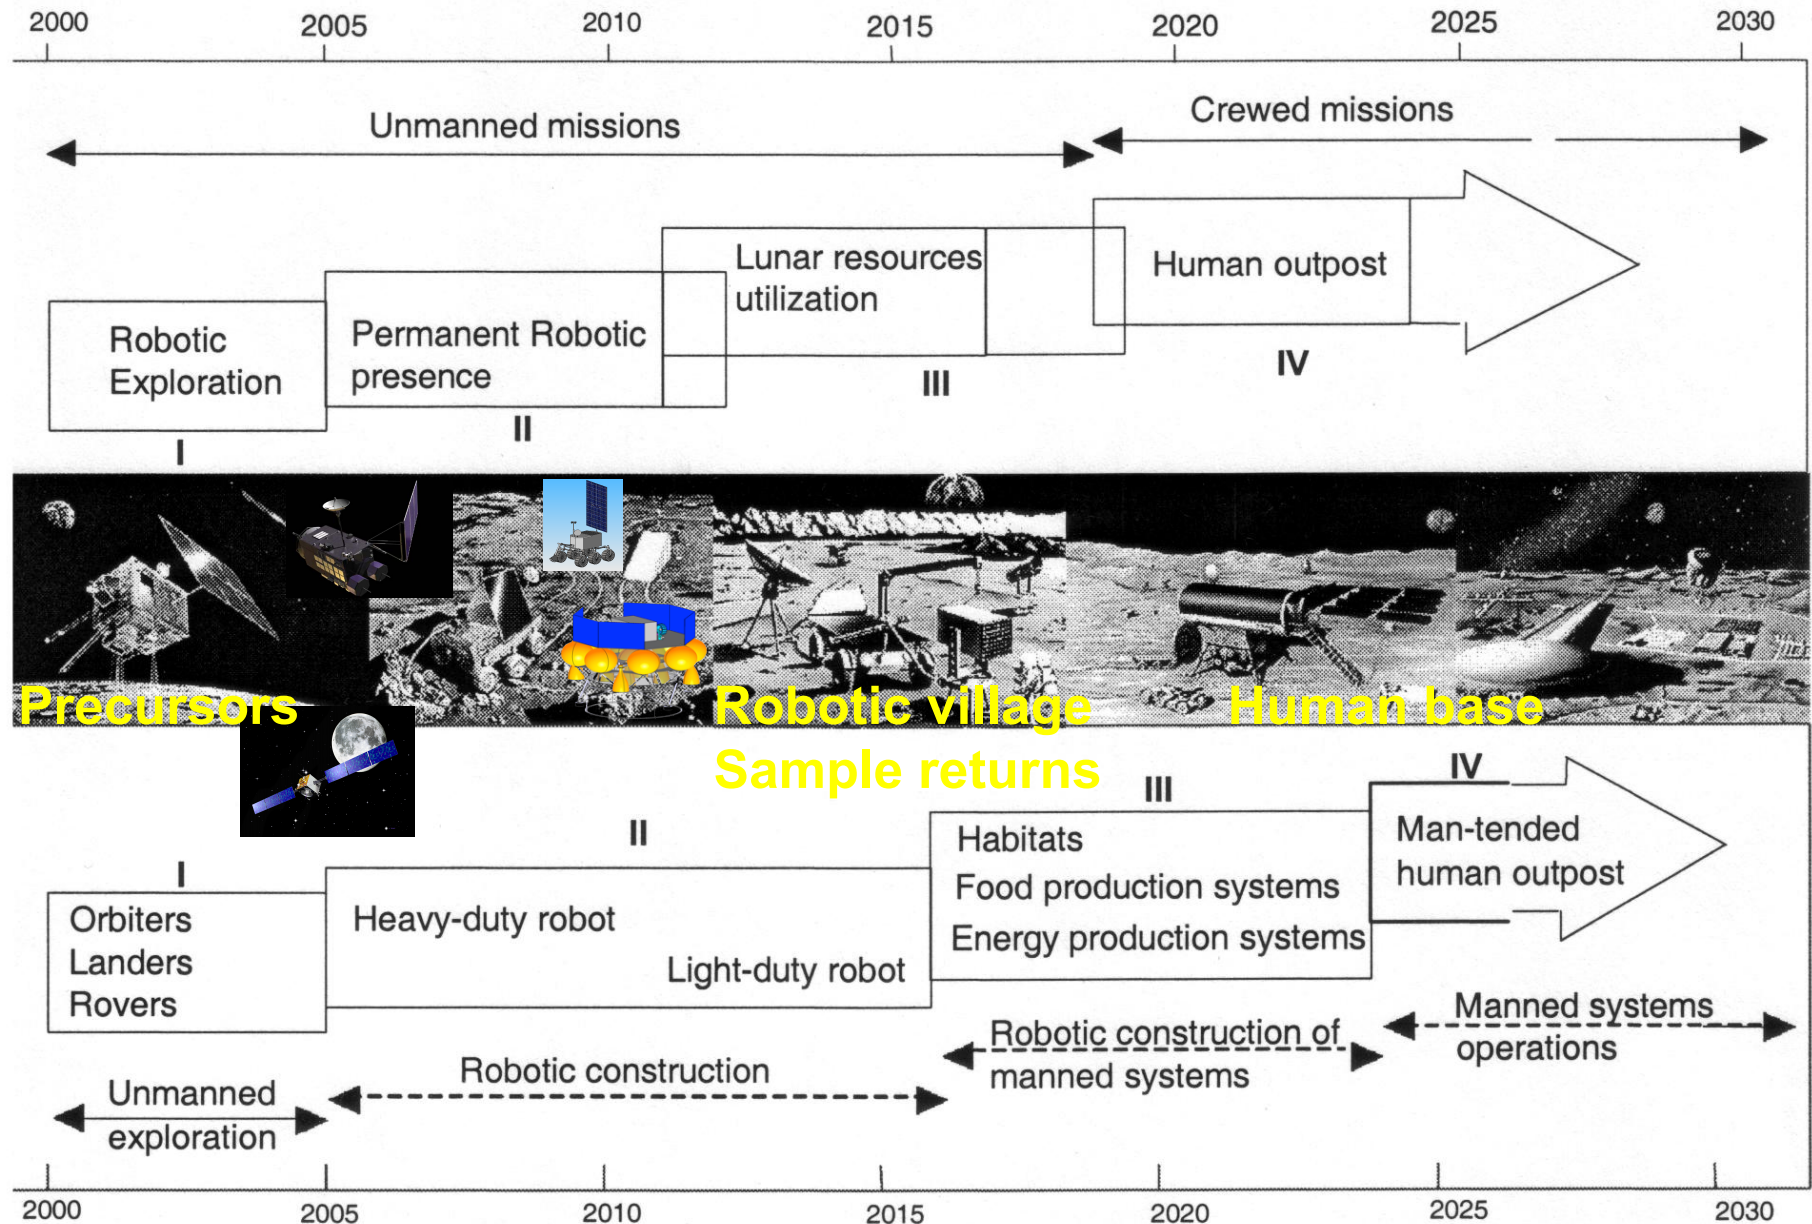 2000 2005 2010 2015 2020 2025 2030
Unmanned missions
Crewed missions
Robotic
Exploration
I
Permanent Robotic
presence
II
Lunar resources
utilization
III
Human outpost
IV
Precursors
Robotic village
Sample returns
Human base
I
Orbiters
Landers
Rovers
II
Heavy-duty robot
Light-duty robot
III
Habitats
Food production systems
Energy production systems
IV
Man-tended
human outpost
Unmanned
exploration
Robotic construction
Robotic construction of
manned systems
Manned systems
operations
2000 2005 2010 2015 2020 2025 2030